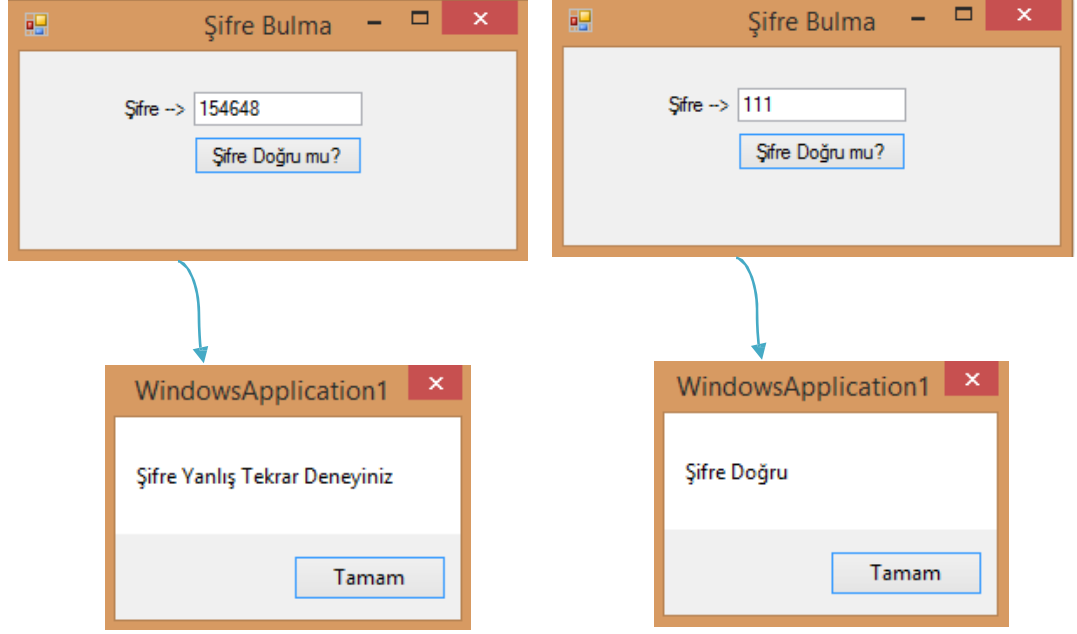 Şifre Bulma
Şifre --> 154648
Şifre Doğru mu?
Şifre Bulma
Şifre --> 111
Şifre Doğru mu?
WindowsApplication1
Şifre Yanlış Tekrar Deneyiniz
Tamam
WindowsApplication1
Şifre Doğru
Tamam